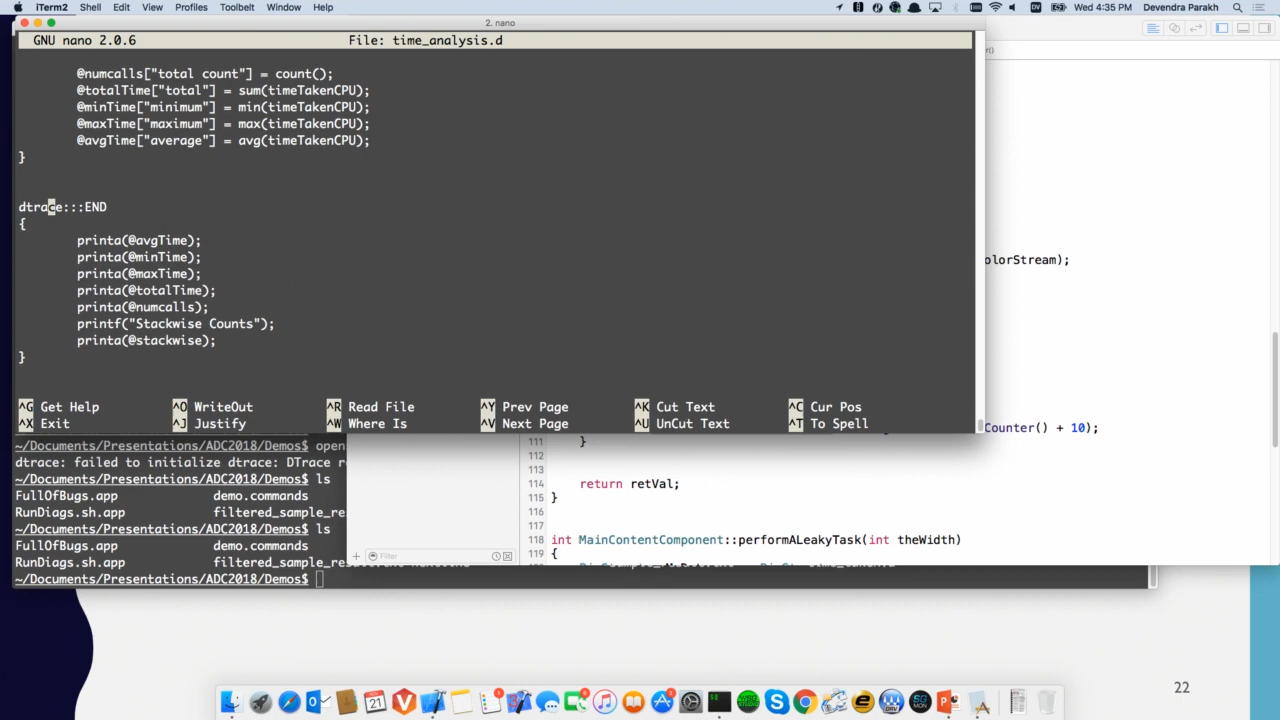 iTerm2 Shell Edit View Profiles Toolbelt Window Help Wed 4:35 PM Devendra Parakh
2. nano
GNU nano 2.0.6 File: time_analysis.d
@numcalls["total count"] = count();
@totalTime["total"] = sum(timeTakenCPU);
@minTime["minimum"] = min(timeTakenCPU);
@maxTime["maximum"] = max(timeTakenCPU);
@avgTime["average"] = avg(timeTakenCPU);
}
dtrace:::END
{
printa(@avgTime);
printa(@minTime);
printa(@maxTime);
printa(@totalTime);
printa(@numcalls);
printf("Stackwise Counts");
printa(@stackwise);
}
^G Get Help ^O WriteOut ^R Read File ^Y Prev Page ^K Cut Text ^C Cur Pos
^X Exit ^J Justify ^W Where Is ^V Next Page ^U UnCut Text ^T To Spell
olorStream);
Counter() + 10);
~/Documents/Presentations/ADC2018/Demos$ open
dtrace: failed to initialize dtrace: DTrace r
~/Documents/Presentations/ADC2018/Demos$ ls
FullOfBugs.app demo.commands
RunDiags.sh.app filtered_sample_re
~/Documents/Presentations/ADC2018/Demos$ ls
FullOfBugs.app demo.commands
RunDiags.sh.app
~/Documents/Presentations/ADC2018/Demos$
111 }
112
113
114 return retVal;
115 }
116
117
118 int MainContentComponent::performALeakyTask(int theWidth)
119 {
Filter
22